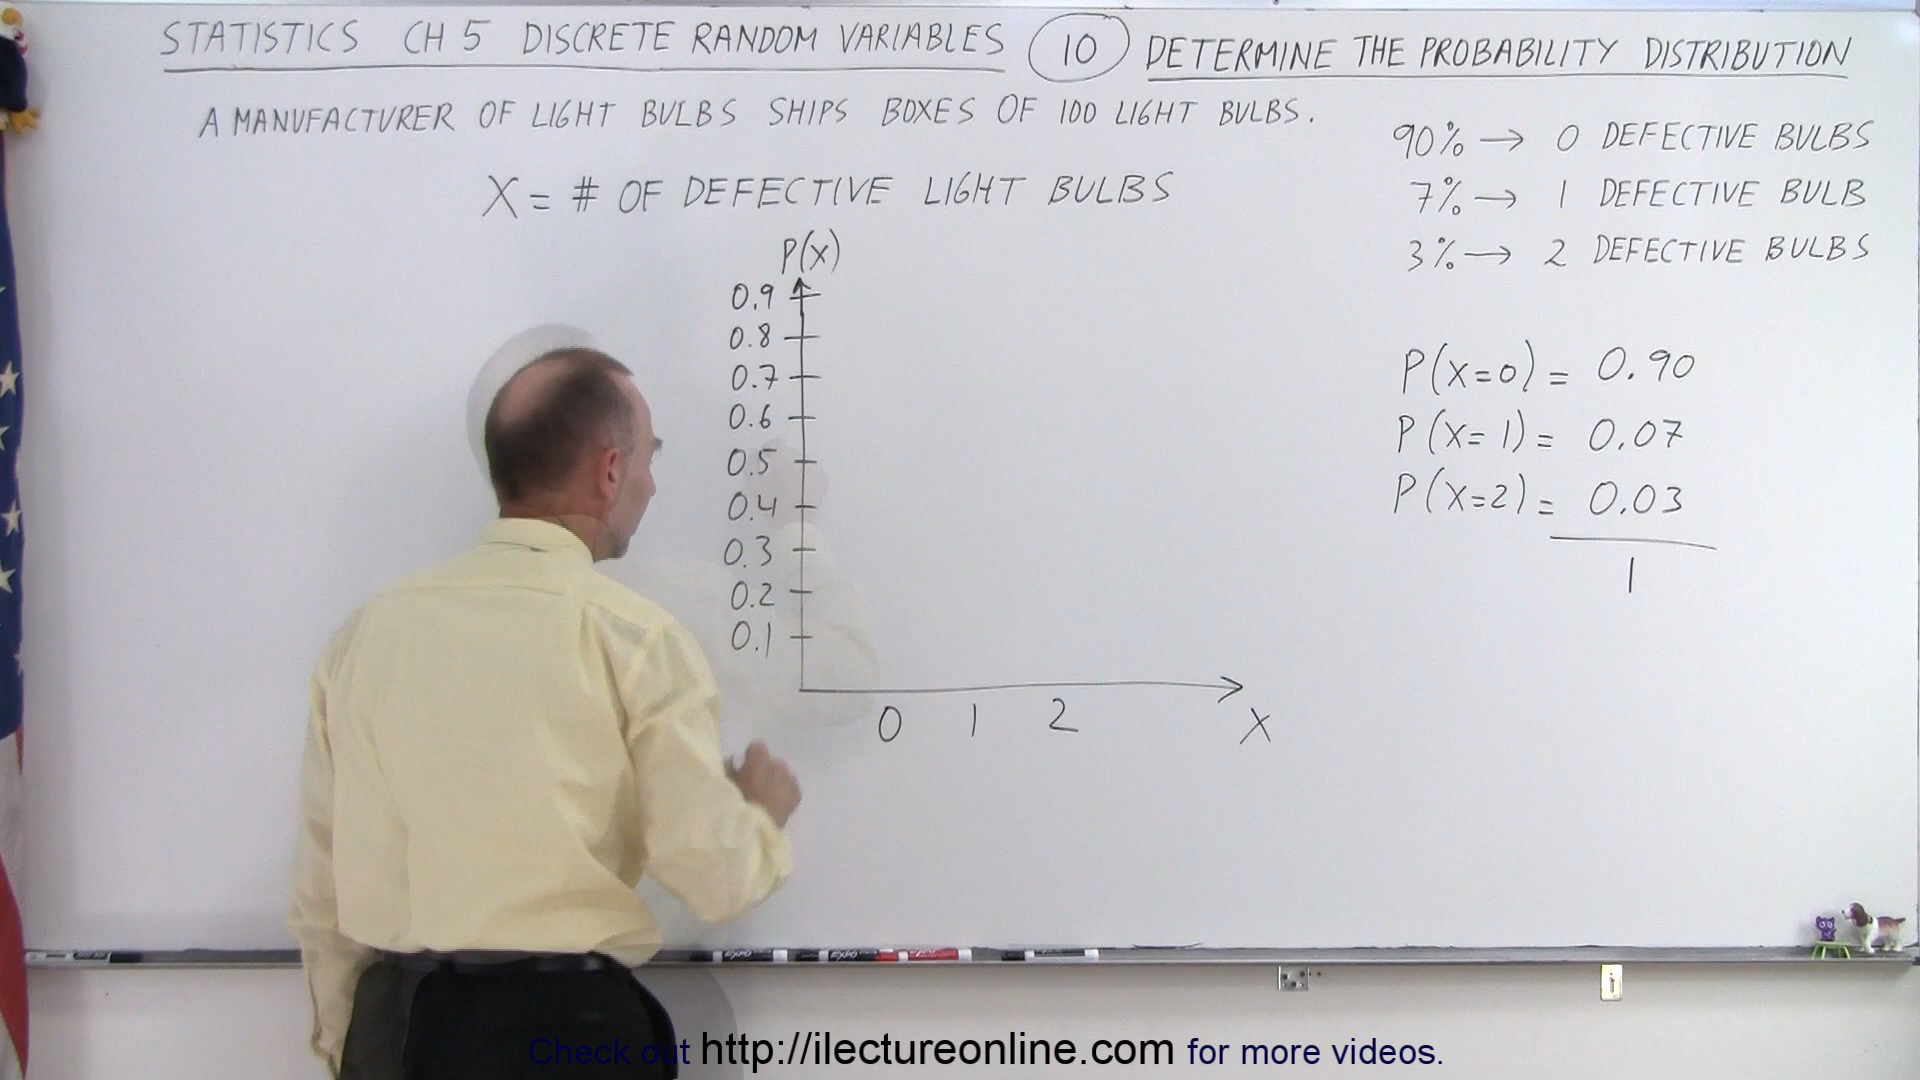 STATISTICS CH 5 DISCRETE RANDOM VARIABLES 10 DETERMINE THE PROBABILITY DISTRIBUTION
A MANUFACTURER OF LIGHT BULBS SHIPS BOXES OF 100 LIGHT BULBS.
90% → 0 DEFECTIVE BULBS
7% → 1 DEFECTIVE BULB
3% → 2 DEFECTIVE BULBS
X = # OF DEFECTIVE LIGHT BULBS
P(X)
0.9
0.8
0.7
0.6
0.5
0.4
0.3
0.2
0.1
0 1 2 X
P(X=0) = 0.90
P(X=1) = 0.07
P(X=2) = 0.03
1
Check out http://ilectureonline.com for more videos.